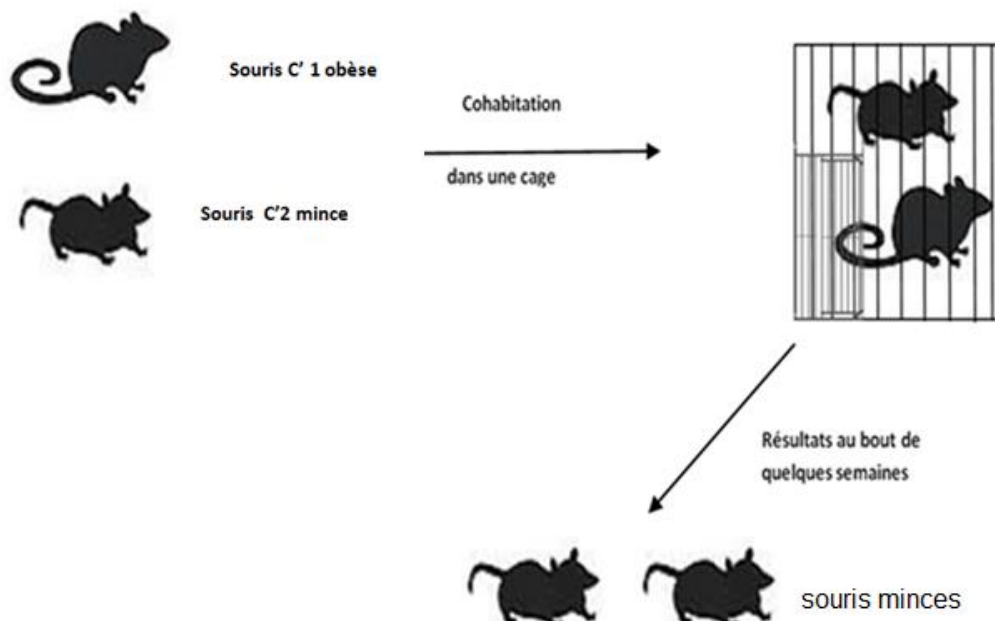 Souris C' 1 obèse
Cohabitation
dans une cage
Souris C'2 mince
Résultats au bout de
quelques semaines
souris minces